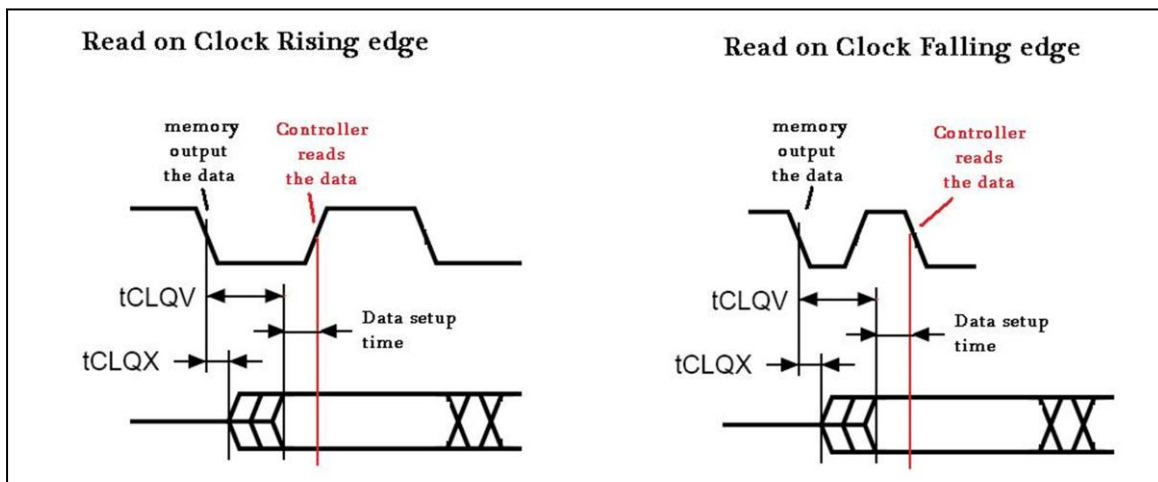 Read on Clock Rising edge
memory
output
the data
Controller
reads
the data
tCLQV
Data setup
time
tCLQX
Read on Clock Falling edge
memory
output
the data
Controller
reads
the data
tCLQV
Data setup
time
tCLQX